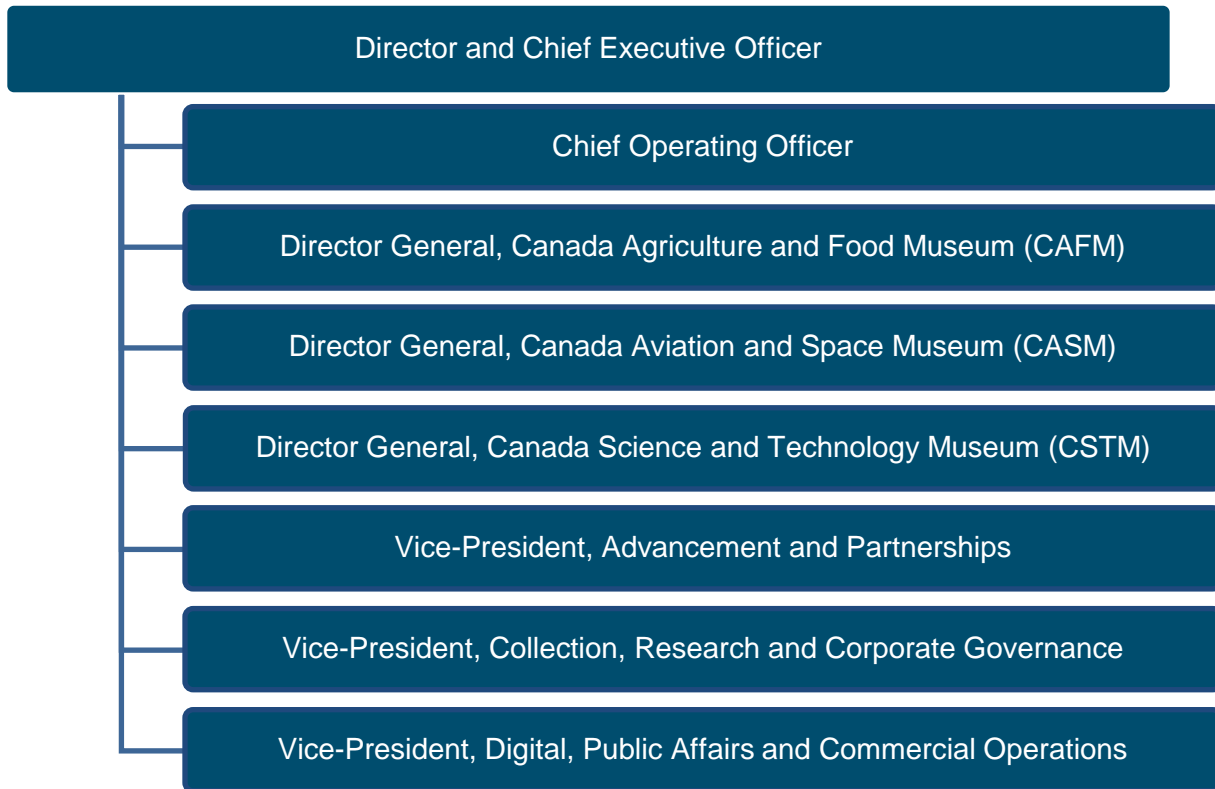 Director and Chief Executive Officer
Chief Operating Officer
Director General, Canada Agriculture and Food Museum (CAFM)
Director General, Canada Aviation and Space Museum (CASM)
Director General, Canada Science and Technology Museum (CSTM)
Vice-President, Advancement and Partnerships
Vice-President, Collection, Research and Corporate Governance
Vice-President, Digital, Public Affairs and Commercial Operations